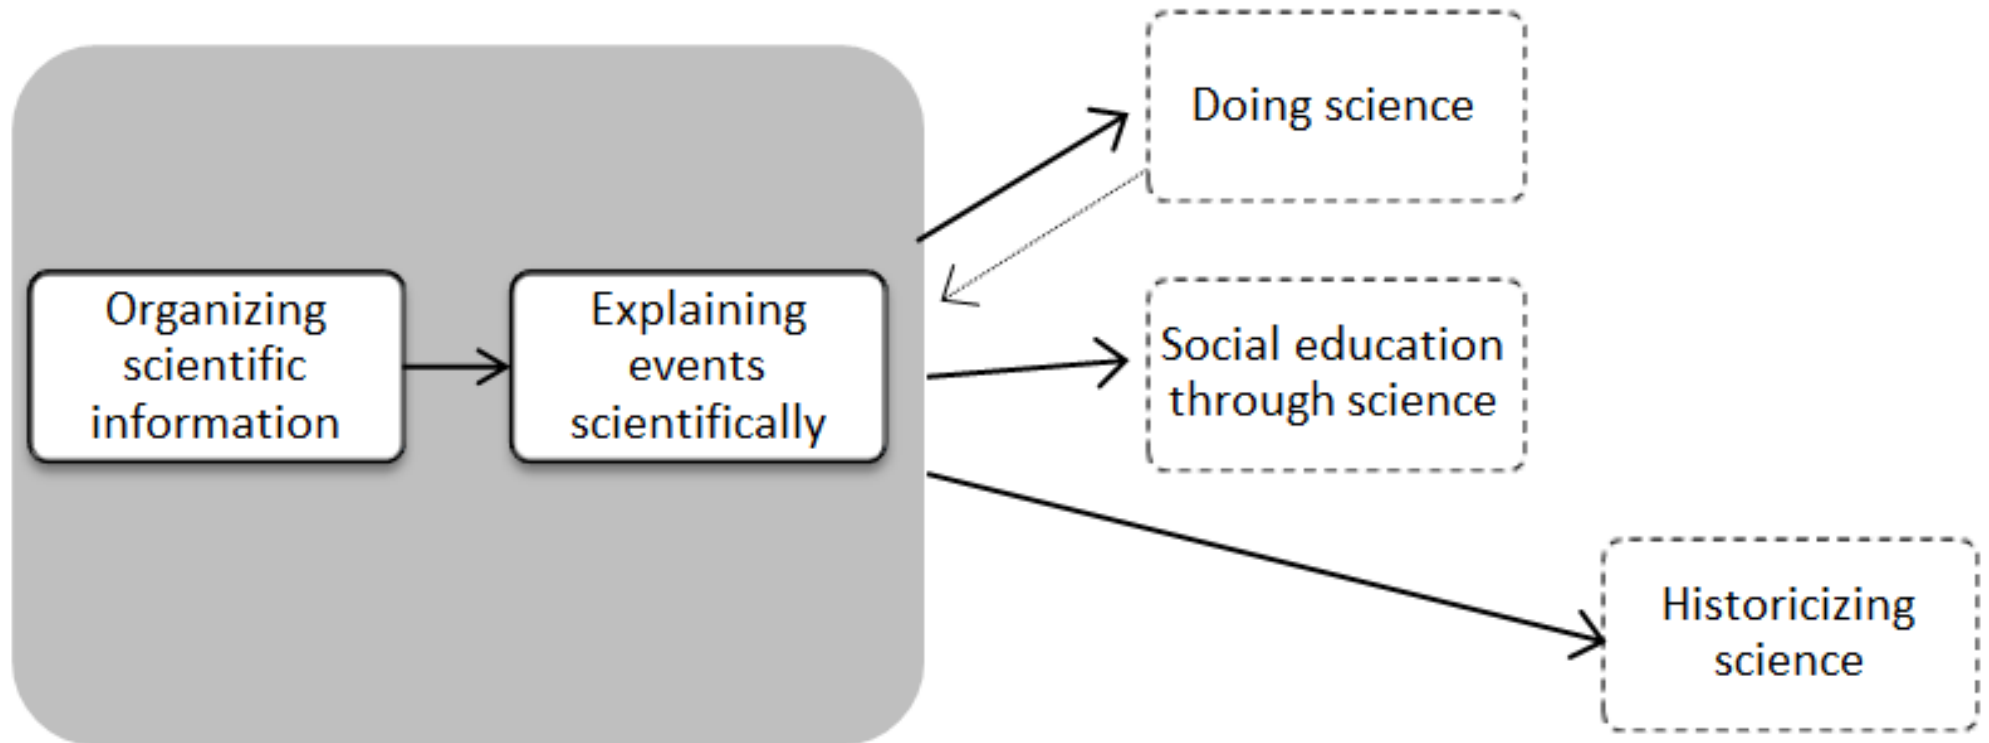 Organizing
scientific
information
Explaining
events
scientifically
Doing science
Social education
through science
Historicizing
science